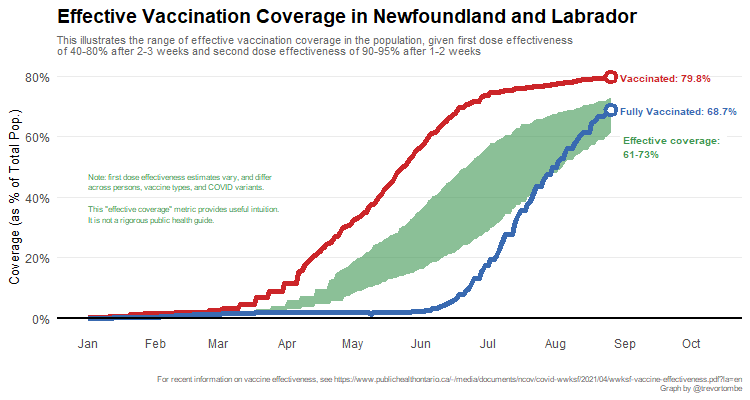 Effective Vaccination Coverage in Newfoundland and Labrador
This illustrates the range of effective vaccination coverage in the population, given first dose effectiveness
of 40-80% after 2-3 weeks and second dose effectiveness of 90-95% after 1-2 weeks
Coverage (as % of Total Pop.)
80%
60%
40%
20%
0%
Vaccinated: 79.8%
Fully Vaccinated: 68.7%
Effective coverage:
61-73%
Note: first dose effectiveness estimates vary, and differ
across persons, vaccine types, and COVID variants.
This "effective coverage" metric provides useful intuition.
It is not a rigorous public health guide.
Jan Feb Mar Apr May Jun Jul Aug Sep Oct
For recent information on vaccine effectiveness, see https://www.publichealthontario.ca/-/media/documents/ncov/covid-wwksf/2021/04/wwksf-vaccine-effectiveness.pdf?la=en
Graph by @trevortombe